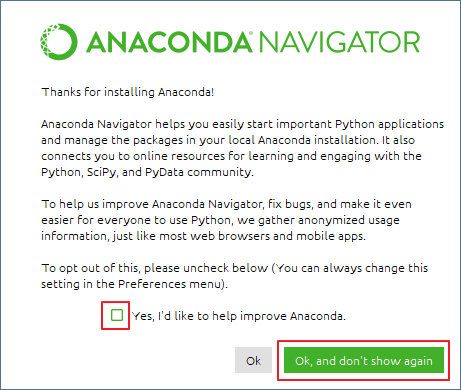 ANACONDA NAVIGATOR
Thanks for installing Anaconda!
Anaconda Navigator helps you easily start important Python applications
and manage the packages in your local Anaconda installation. It also
connects you to online resources for learning and engaging with the
Python, SciPy, and PyData community.
To help us improve Anaconda Navigator, fix bugs, and make it even
easier for everyone to use Python, we gather anonymized usage
information, just like most web browsers and mobile apps.
To opt out of this, please uncheck below (You can always change this
setting in the Preferences menu).
Yes, I'd like to help improve Anaconda.
Ok
Ok, and don't show again